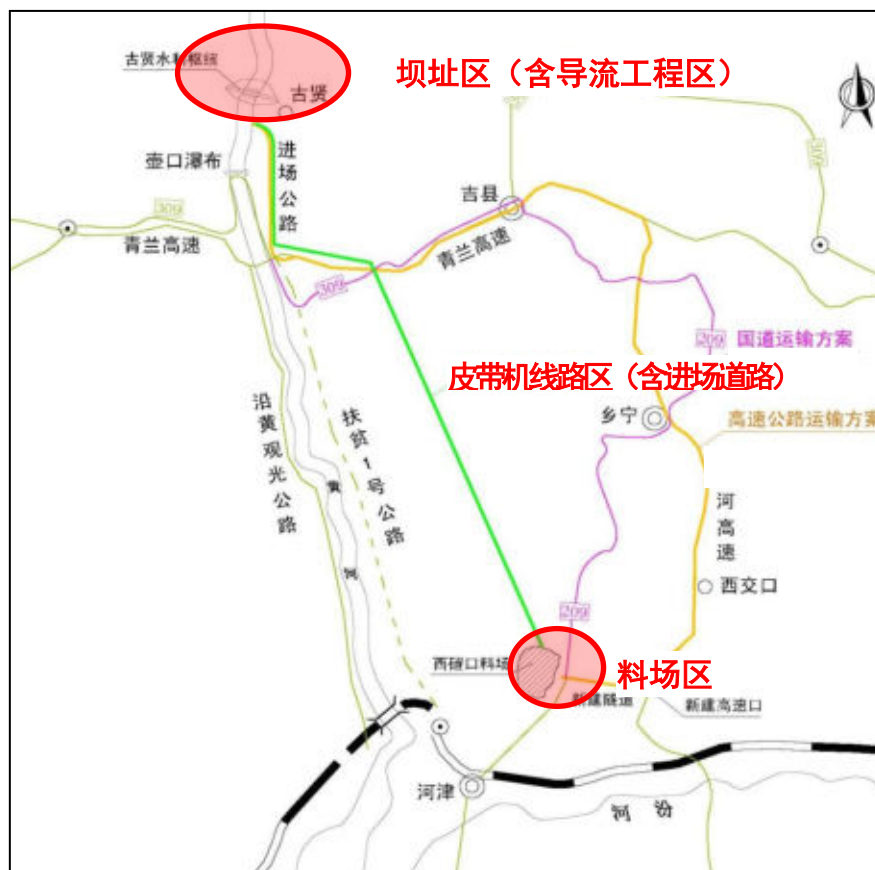 古贤水利枢纽
坝址区（含导流工程区）
古贤
309
进场公路
壶口瀑布
吉县
309
青兰高速
青兰高速
309
209
国道运输方案
皮带机线路区（含进场道路）
沿黄观光公路
扶贫1号公路
乡宁
高速公路运输方案
黄
河
河高速
西交口
209
西硙口料场
料场区
新建隧道
新建高速口
河津
汾
河